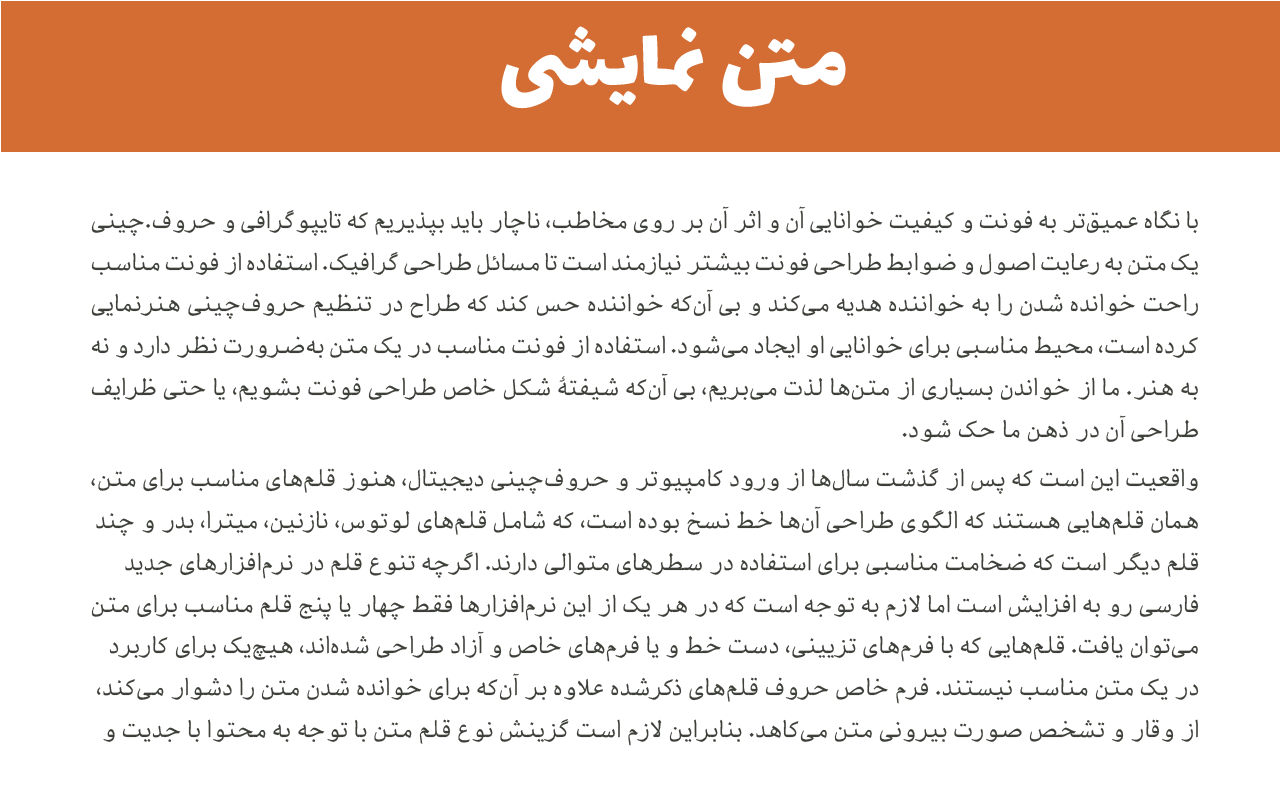 متن نمایشی
با نگاه عمیق‌تر به فونت و کیفیت خوانایی آن و اثر آن بر روی مخاطب، ناچار باید بپذیریم که تایپوگرافی و حروف.چینی
یک متن به رعایت اصول و ضوابط طراحی فونت بیشتر نیازمند است تا مسائل طراحی گرافیک. استفاده از فونت مناسب
راحت خوانده شدن را به خواننده هدیه می‌کند و بی آن‌که خواننده حس کند که طراح در تنظیم حروف‌چینی هنرنمایی
کرده است، محیط مناسبی برای خوانایی او ایجاد می‌شود. استفاده از فونت مناسب در یک متن به‌ضرورت نظر دارد و نه
به هنر. ما از خواندن بسیاری از متن‌ها لذت می‌بریم، بی آن‌که شیفتهٔ شکل خاص طراحی فونت بشویم، یا حتی ظرایف
طراحی آن در ذهن ما حک شود.
واقعیت این است که پس از گذشت سال‌ها از ورود کامپیوتر و حروف‌چینی دیجیتال، هنوز قلم‌های مناسب برای متن،
همان قلم‌هایی هستند که الگوی طراحی آن‌ها خط نسخ بوده است، که شامل قلم‌های لوتوس، نازنین، میترا، بدر و چند
قلم دیگر است که ضخامت مناسبی برای استفاده در سطرهای متوالی دارند. اگرچه تنوع قلم در نرم‌افزارهای جدید
فارسی رو به افزایش است اما لازم به توجه است که در هر یک از این نرم‌افزارها فقط چهار یا پنج قلم مناسب برای متن
می‌توان یافت. قلم‌هایی که با فرم‌های تزیینی، دست خط و یا فرم‌های خاص و آزاد طراحی شده‌اند، هیچ‌یک برای کاربرد
در یک متن مناسب نیستند. فرم خاص حروف قلم‌های ذکرشده علاوه بر آن‌که برای خوانده شدن متن را دشوار می‌کند،
از وقار و تشخص صورت بیرونی متن می‌کاهد. بنابراین لازم است گزینش نوع قلم متن با توجه به محتوا با جدیت و